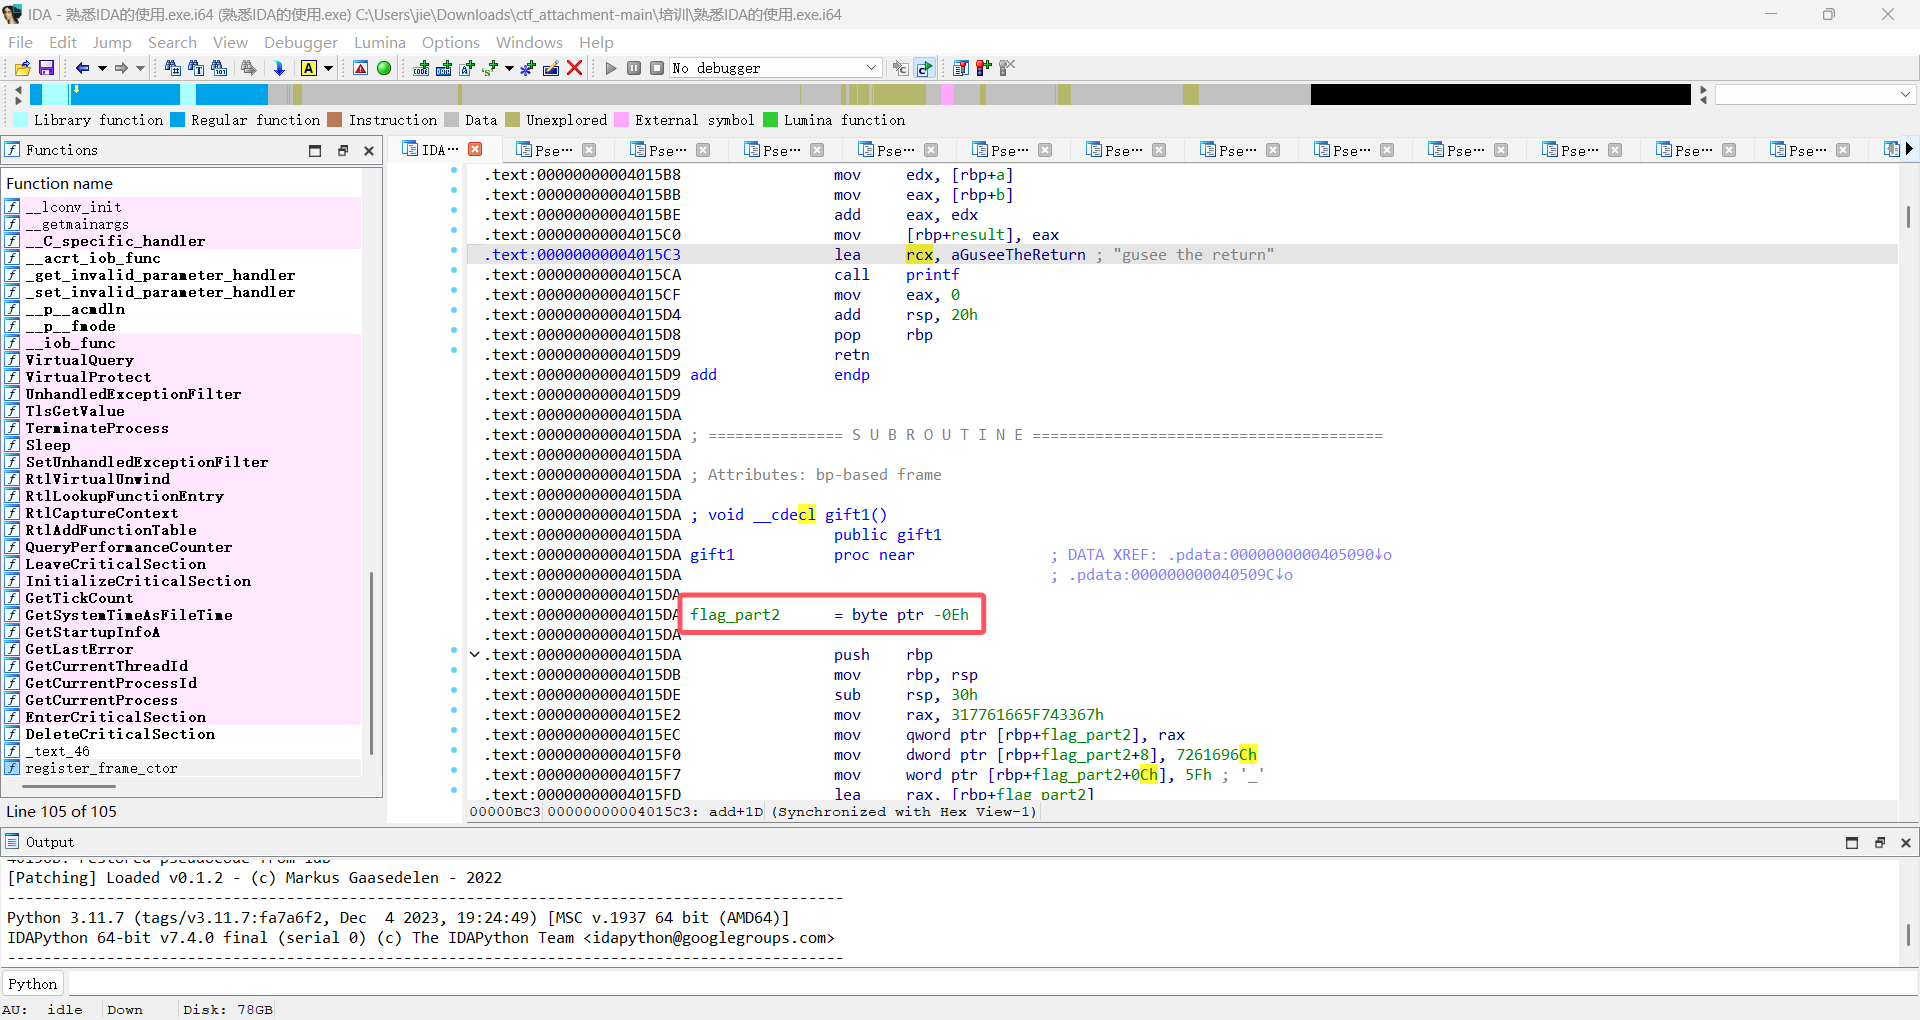 IDA - 熟悉IDA的使用.exe.i64 (熟悉IDA的使用.exe) C:\Users\jie\Downloads\ctf_attachment-main\培训\熟悉IDA的使用.exe.i64
File Edit Jump Search View Debugger Lumina Options Windows Help
No debugger
Library function Regular function Instruction Data Unexplored External symbol Lumina function
Functions
IDA··· Pse··· Pse··· Pse··· Pse··· Pse··· Pse··· Pse··· Pse··· Pse··· Pse··· Pse··· Pse···
Function name
__lconv_init
__getmainargs
__C_specific_handler
__acrt_iob_func
_get_invalid_parameter_handler
_set_invalid_parameter_handler
__p__acmdln
__p__fmode
__iob_func
VirtualQuery
VirtualProtect
UnhandledExceptionFilter
TlsGetValue
TerminateProcess
Sleep
SetUnhandledExceptionFilter
RtlVirtualUnwind
RtlLookupFunctionEntry
RtlCaptureContext
RtlAddFunctionTable
QueryPerformanceCounter
LeaveCriticalSection
InitializeCriticalSection
GetTickCount
GetSystemTimeAsFileTime
GetStartupInfoA
GetLastError
GetCurrentThreadId
GetCurrentProcessId
GetCurrentProcess
EnterCriticalSection
DeleteCriticalSection
_text_46
register_frame_ctor
Line 105 of 105
.text:00000000004015B8 mov edx, [rbp+a]
.text:00000000004015BB mov eax, [rbp+b]
.text:00000000004015BE add eax, edx
.text:00000000004015C0 mov [rbp+result], eax
.text:00000000004015C3 lea rcx, aGuseeTheReturn ; "gusee the return"
.text:00000000004015CA call printf
.text:00000000004015CF mov eax, 0
.text:00000000004015D4 add rsp, 20h
.text:00000000004015D8 pop rbp
.text:00000000004015D9 retn
.text:00000000004015D9 add endp
.text:00000000004015D9
.text:00000000004015DA
.text:00000000004015DA ; =============== S U B R O U T I N E =======================================
.text:00000000004015DA
.text:00000000004015DA ; Attributes: bp-based frame
.text:00000000004015DA
.text:00000000004015DA ; void __cdecl gift1()
.text:00000000004015DA public gift1
.text:00000000004015DA gift1 proc near ; DATA XREF: .pdata:0000000000405090↓o
.text:00000000004015DA ; .pdata:000000000040509C↓o
.text:00000000004015DA
.text:00000000004015DA flag_part2 = byte ptr -0Eh
.text:00000000004015DA
.text:00000000004015DA push rbp
.text:00000000004015DB mov rbp, rsp
.text:00000000004015DE sub rsp, 30h
.text:00000000004015E2 mov rax, 317761665F743367h
.text:00000000004015EC mov qword ptr [rbp+flag_part2], rax
.text:00000000004015F0 mov dword ptr [rbp+flag_part2+8], 7261696Ch
.text:00000000004015F7 mov word ptr [rbp+flag_part2+0Ch], 5Fh ; '_'
.text:00000000004015FD lea rax, [rbp+flag_part2]
00000BC3 00000000004015C3: add+1D (Synchronized with Hex View-1)
Output
40196D: restored pseudocode from idb
[Patching] Loaded v0.1.2 - (c) Markus Gaasedelen - 2022
---------------------------------------------------------------------------------------------
Python 3.11.7 (tags/v3.11.7:fa7a6f2, Dec  4 2023, 19:24:49) [MSC v.1937 64 bit (AMD64)]
IDAPython 64-bit v7.4.0 final (serial 0) (c) The IDAPython Team <idapython@googlegroups.com>
---------------------------------------------------------------------------------------------
Python
AU: idle Down Disk: 78GB